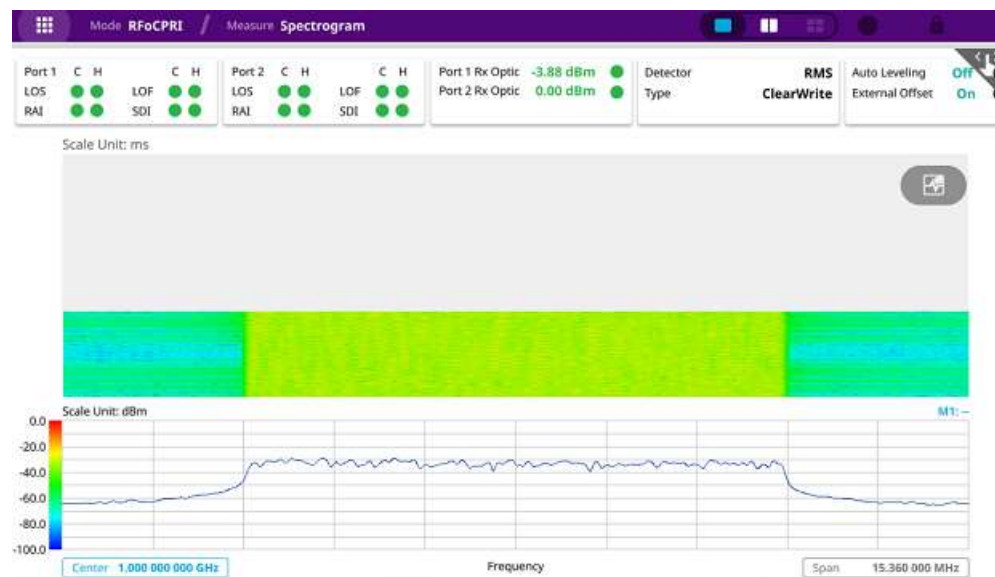 Mode RFoCPRI / Measure Spectrogram
Port 1 C H C H Port 2 C H C H Port 1 Rx Optic -3.88 dBm Detector RMS Auto Leveling Off
LOS LOF LOS LOF Port 2 Rx Optic 0.00 dBm Type ClearWrite External Offset On
RAI SDI RAI SDI
Scale Unit: ms
Scale Unit: dBm M1: --
0.0
-20.0
-40.0
-60.0
-80.0
-100.0
Center 1.000 000 000 GHz Frequency Span 15.360 000 MHz